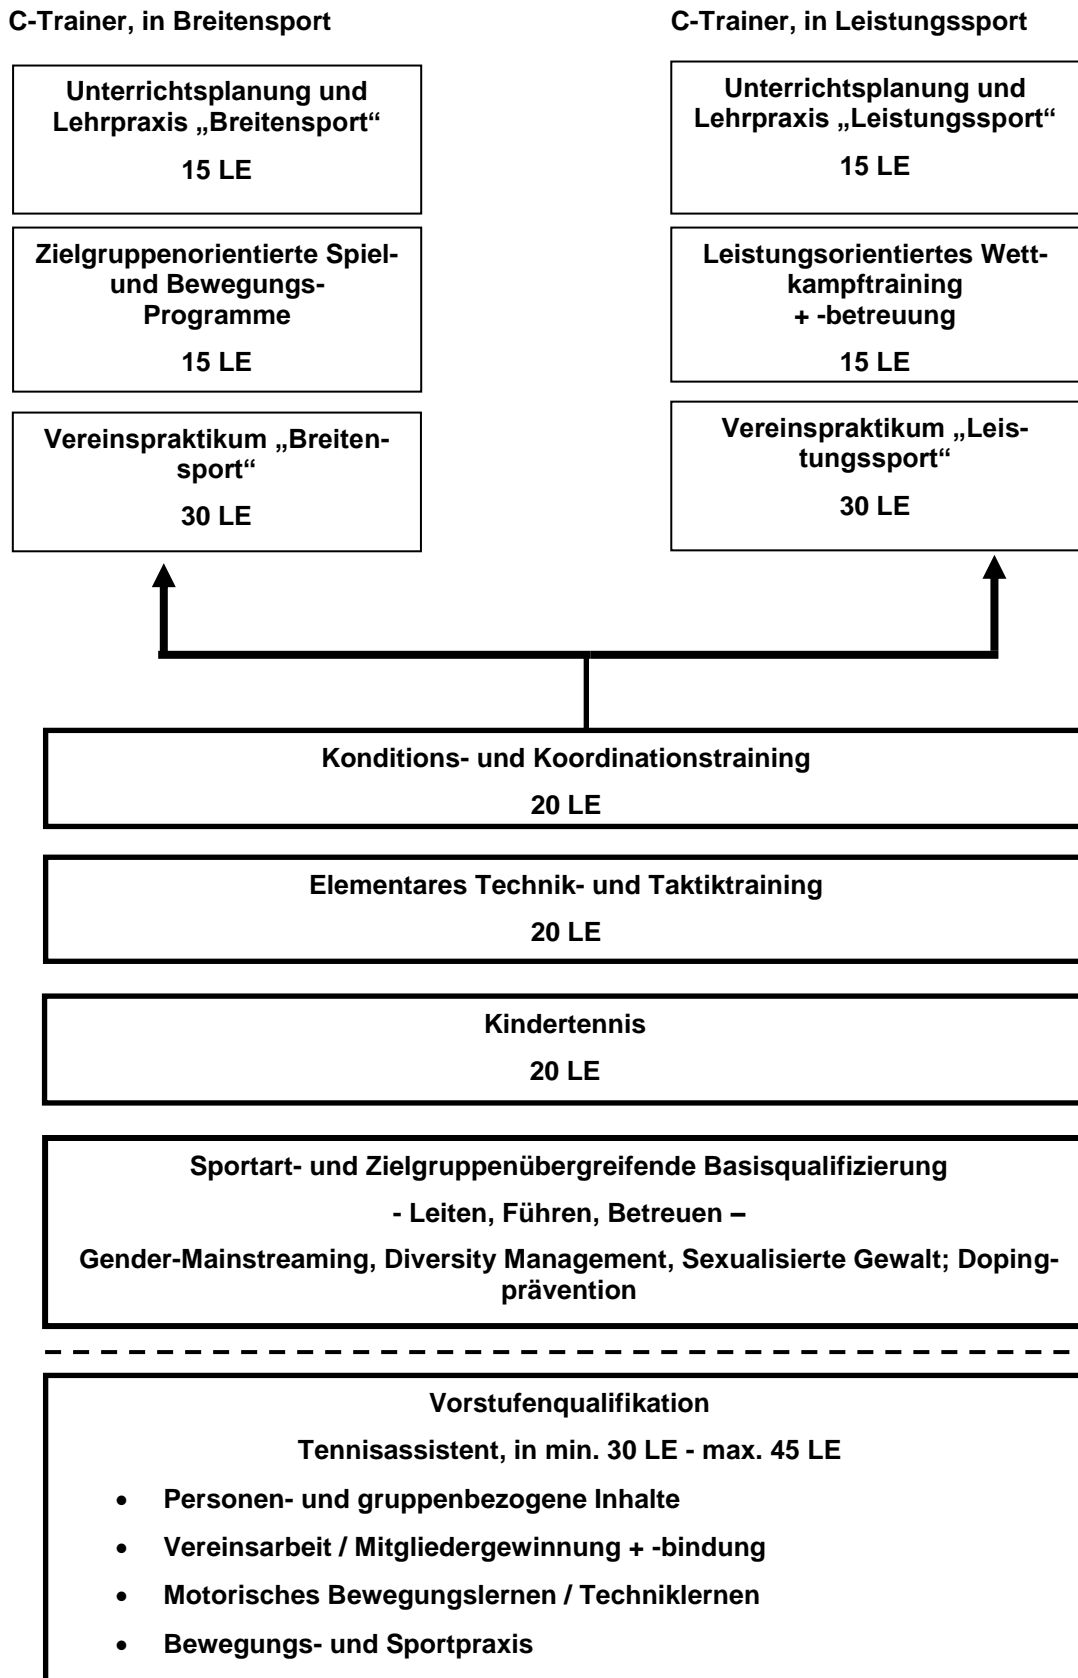 C-Trainer, in Breitensport
Unterrichtsplanung und
Lehrpraxis „Breitensport“
15 LE
Zielgruppenorientierte Spiel-
und Bewegungs-
Programme
15 LE
Vereinspraktikum „Breiten-
sport“
30 LE
C-Trainer, in Leistungssport
Unterrichtsplanung und
Lehrpraxis „Leistungssport“
15 LE
Leistungsorientiertes Wett-
kampftraining
+ -betreuung
15 LE
Vereinspraktikum „Leis-
tungssport“
30 LE
Konditions- und Koordinationstraining
20 LE
Elementares Technik- und Taktiktraining
20 LE
Kindertennis
20 LE
Sportart- und Zielgruppenübergreifende Basisqualifizierung
- Leiten, Führen, Betreuen –
Gender-Mainstreaming, Diversity Management, Sexualisierte Gewalt; Doping-
prävention
Vorstufenqualifikation
Tennisassistent, in min. 30 LE - max. 45 LE
• Personen- und gruppenbezogene Inhalte
• Vereinsarbeit / Mitgliedergewinnung + -bindung
• Motorisches Bewegungslernen / Techniklernen
• Bewegungs- und Sportpraxis